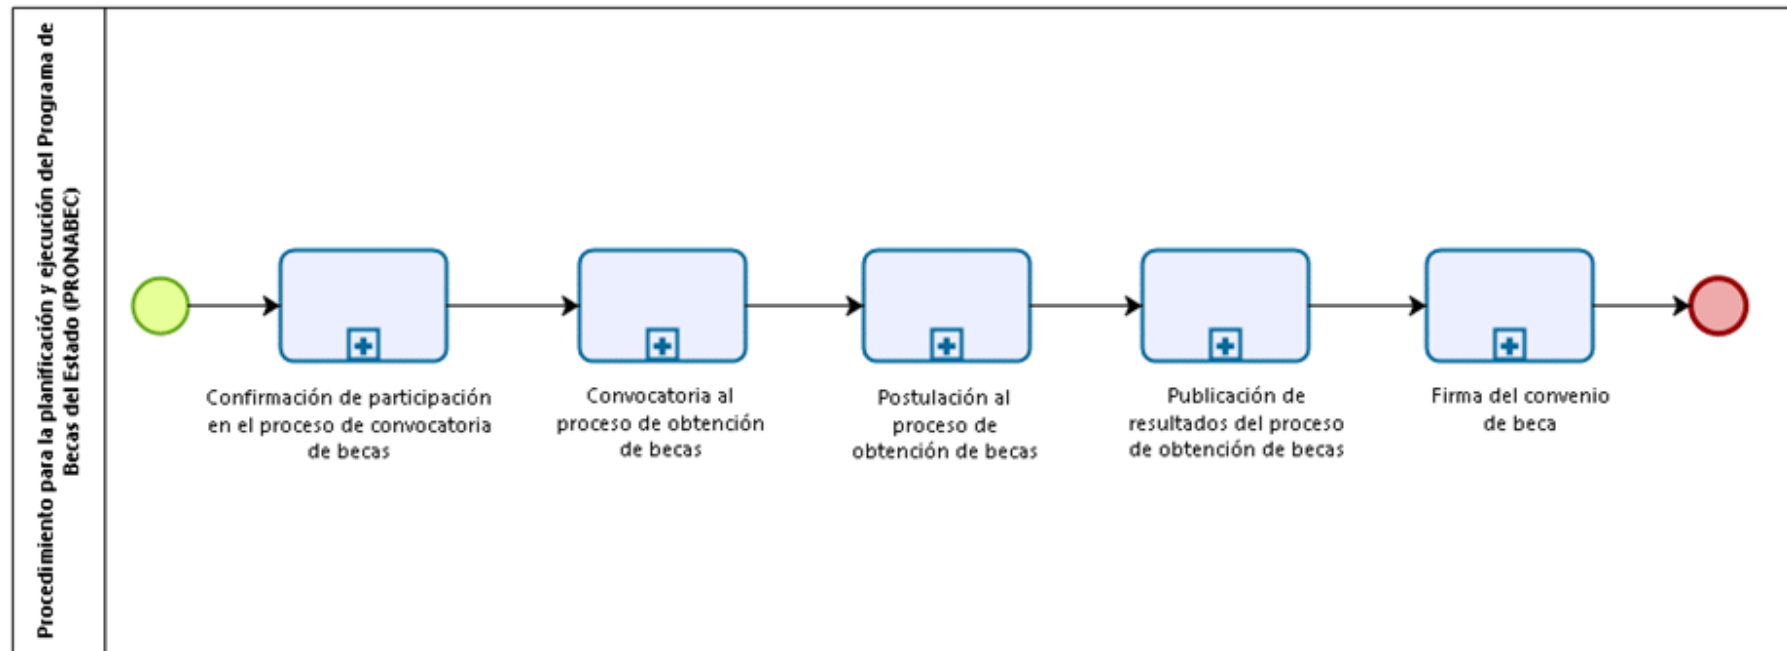 Procedimiento para la planificación y ejecución del Programa de
Becas del Estado (PRONABEC)
Confirmación de participación
en el proceso de convocatoria
de becas
Convocatoria al
proceso de obtención
de becas
Postulación al
proceso de
obtención de becas
Publicación de
resultados del proceso
de obtención de becas
Firma del convenio
de beca